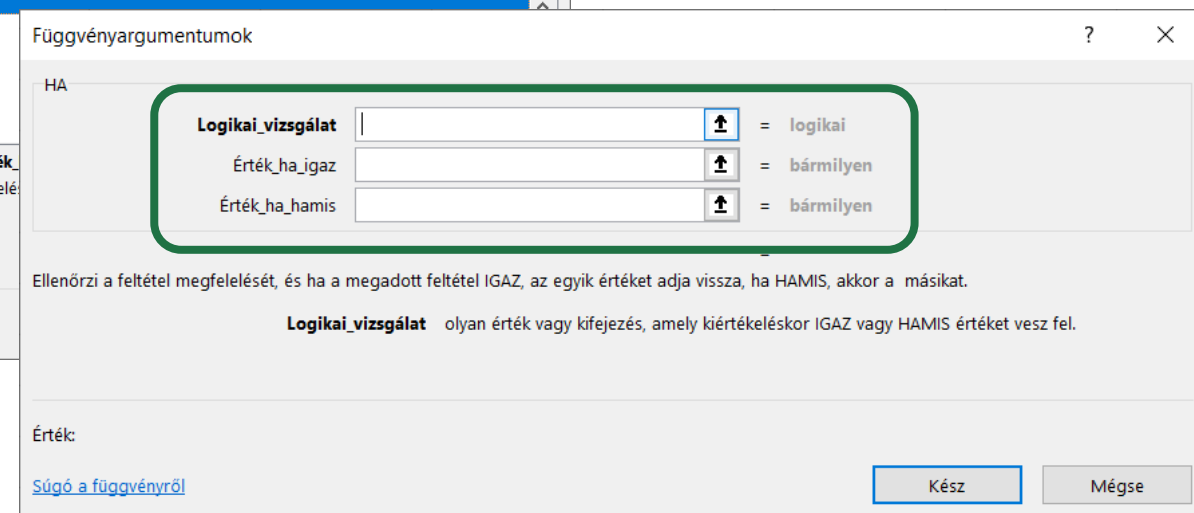 Függvényargumentumok ? ×
HA
Logikai_vizsgálat = logikai
Érték_ha_igaz = bármilyen
Érték_ha_hamis = bármilyen
=
Ellenőrzi a feltétel megfelelését, és ha a megadott feltétel IGAZ, az egyik értéket adja vissza, ha HAMIS, akkor a másikat.
Logikai_vizsgálat olyan érték vagy kifejezés, amely kiértékeléskor IGAZ vagy HAMIS értéket vesz fel.
Érték:
Súgó a függvényről Kész Mégse